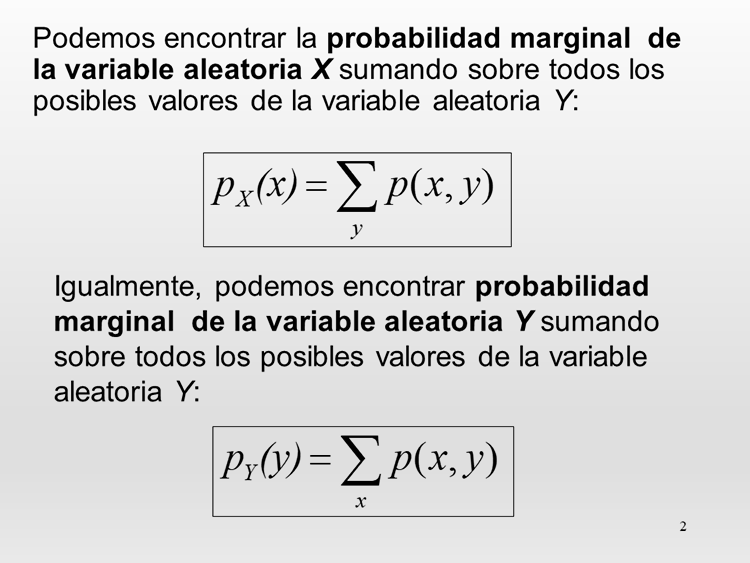 Podemos encontrar la probabilidad marginal de
la variable aleatoria X sumando sobre todos los
posibles valores de la variable aleatoria Y:
p_X(x) = ∑_y p(x, y)
Igualmente, podemos encontrar probabilidad
marginal de la variable aleatoria Y sumando
sobre todos los posibles valores de la variable
aleatoria Y:
p_Y(y) = ∑_x p(x, y)
2